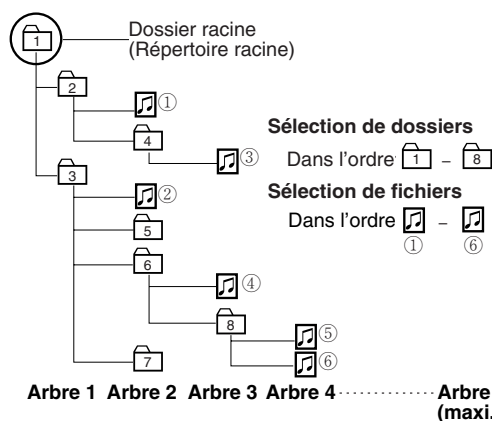 1
Dossier racine
(Répertoire racine)
2
①
4
③
Sélection de dossiers
Dans l'ordre 1 – 8
3
②
Sélection de fichiers
Dans l'ordre –
① ⑥
5
6
④
8
⑤
⑥
7
Arbre 1 Arbre 2 Arbre 3 Arbre 4 Arbre
(maxi.